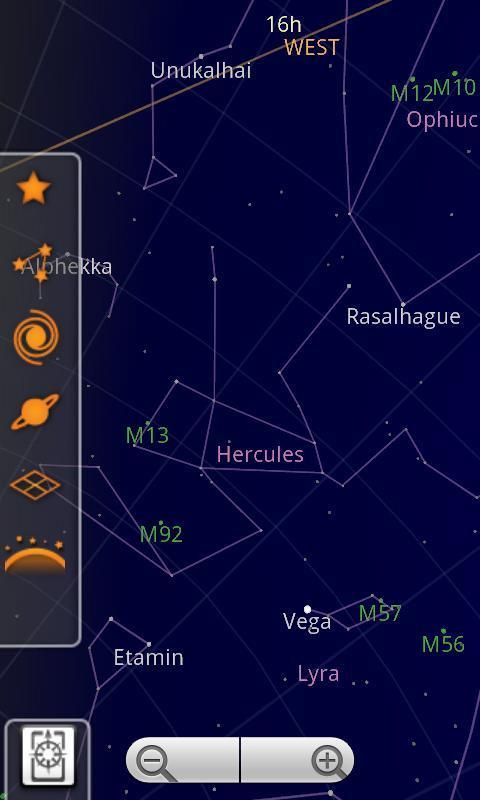 16h
WEST
Unukalhai
M12
M10
Ophiuc
Alphekka
Rasalhague
M13
Hercules
M92
Vega
M57
M56
Etamin
Lyra